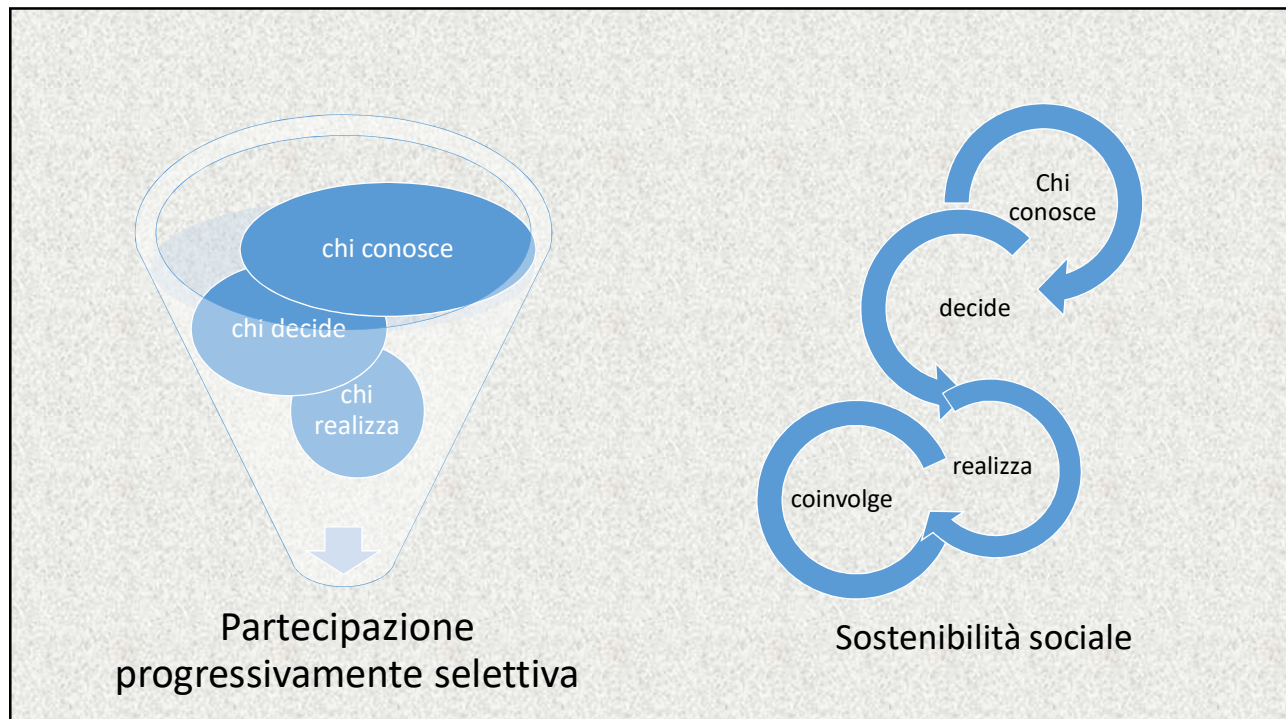 chi conosce
chi decide
chi
realizza
Partecipazione
progressivamente selettiva
Chi
conosce
decide
realizza
coinvolge
Sostenibilità sociale